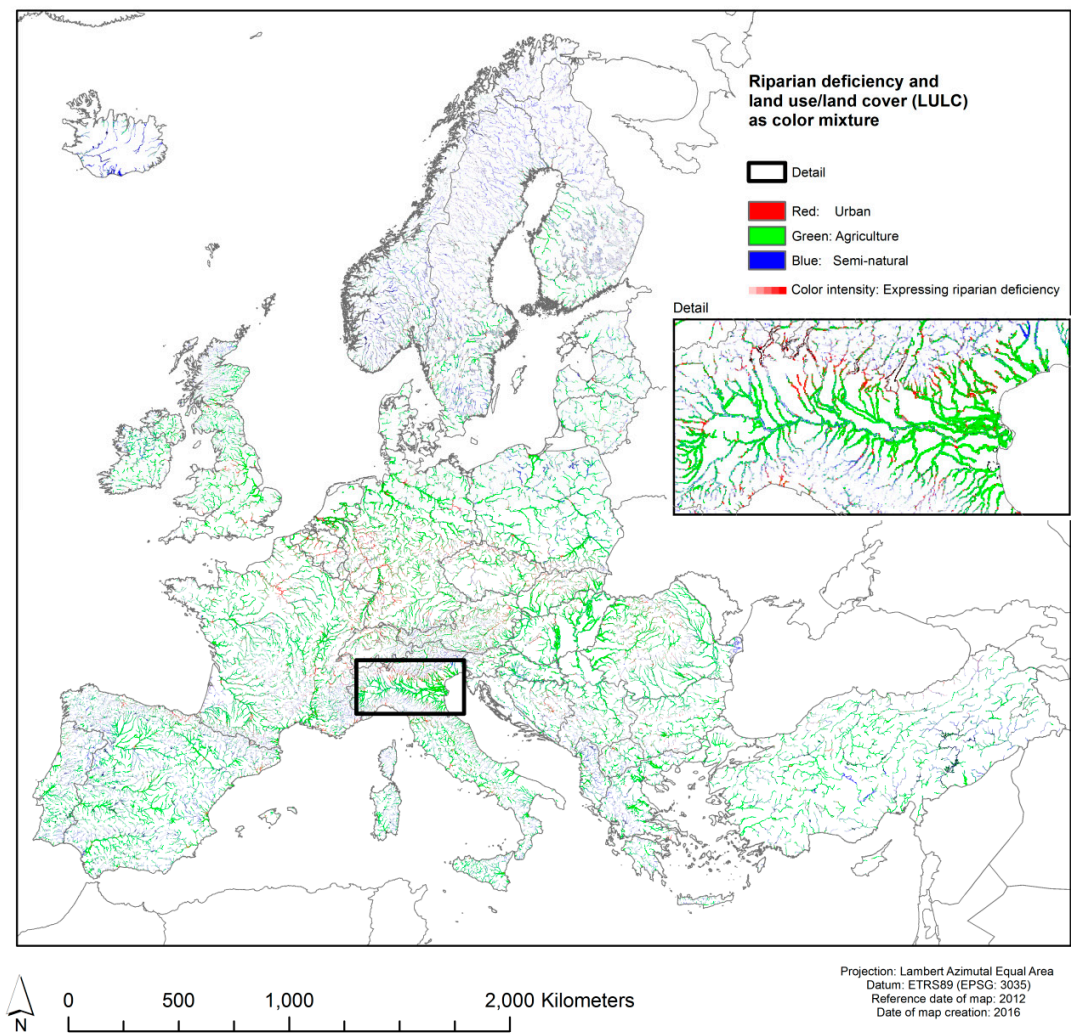 Riparian deficiency and
land use/land cover (LULC)
as color mixture
Detail
Red: Urban
Green: Agriculture
Blue: Semi-natural
Color intensity: Expressing riparian deficiency
Detail
N
0 500 1,000 2,000 Kilometers
Projection: Lambert Azimutal Equal Area
Datum: ETRS89 (EPSG: 3035)
Reference date of map: 2012
Date of map creation: 2016